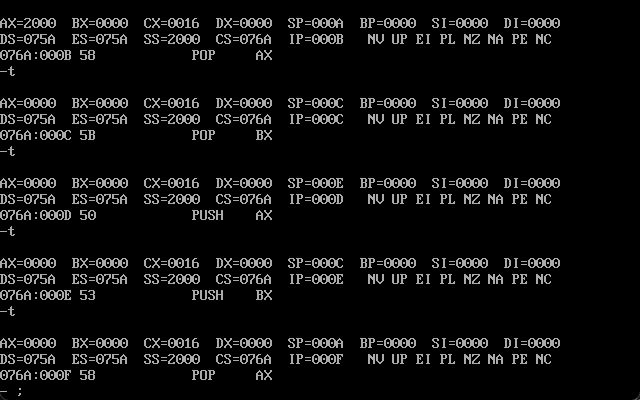 AX=2000 BX=0000 CX=0016 DX=0000 SP=000A BP=0000 SI=0000 DI=0000
DS=075A ES=075A SS=2000 CS=076A IP=000B NV UP EI PL NZ NA PE NC
076A:000B 58 POP AX
-t
AX=0000 BX=0000 CX=0016 DX=0000 SP=000C BP=0000 SI=0000 DI=0000
DS=075A ES=075A SS=2000 CS=076A IP=000C NV UP EI PL NZ NA PE NC
076A:000C 5B POP BX
-t
AX=0000 BX=0000 CX=0016 DX=0000 SP=000E BP=0000 SI=0000 DI=0000
DS=075A ES=075A SS=2000 CS=076A IP=000D NV UP EI PL NZ NA PE NC
076A:000D 50 PUSH AX
-t
AX=0000 BX=0000 CX=0016 DX=0000 SP=000C BP=0000 SI=0000 DI=0000
DS=075A ES=075A SS=2000 CS=076A IP=000E NV UP EI PL NZ NA PE NC
076A:000E 53 PUSH BX
-t
AX=0000 BX=0000 CX=0016 DX=0000 SP=000A BP=0000 SI=0000 DI=0000
DS=075A ES=075A SS=2000 CS=076A IP=000F NV UP EI PL NZ NA PE NC
076A:000F 58 POP AX
- ;